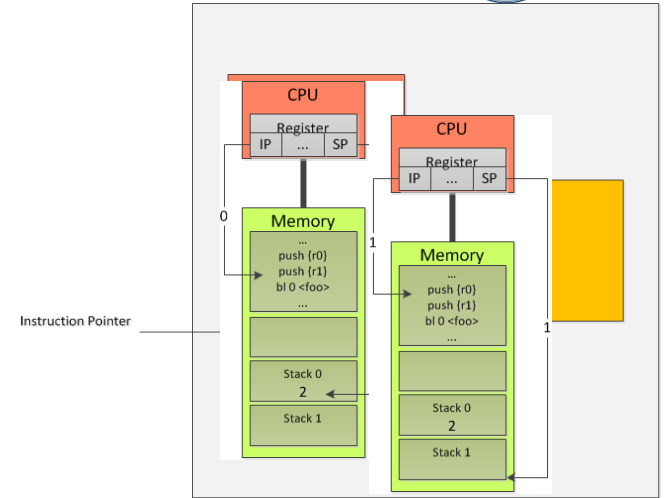 CPU
Register
IP ... SP
0
Memory
...
push {r0}
push {r1}
bl 0 <foo>
...
Stack 0
2
Stack 1
Instruction Pointer
CPU
Register
IP ... SP
1
1
Memory
...
push {r0}
push {r1}
bl 0 <foo>
...
Stack 0
2
Stack 1